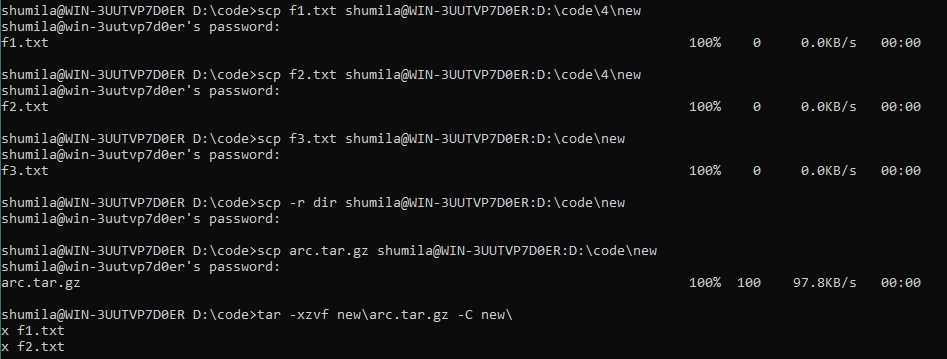 shumila@WIN-3UUTVP7D0ER D:\code>scp f1.txt shumila@WIN-3UUTVP7D0ER:D:\code\4\new
shumila@win-3uutvp7d0er's password:
f1.txt 100% 0 0.0KB/s 00:00
shumila@WIN-3UUTVP7D0ER D:\code>scp f2.txt shumila@WIN-3UUTVP7D0ER:D:\code\4\new
shumila@win-3uutvp7d0er's password:
f2.txt 100% 0 0.0KB/s 00:00
shumila@WIN-3UUTVP7D0ER D:\code>scp f3.txt shumila@WIN-3UUTVP7D0ER:D:\code\new
shumila@win-3uutvp7d0er's password:
f3.txt 100% 0 0.0KB/s 00:00
shumila@WIN-3UUTVP7D0ER D:\code>scp -r dir shumila@WIN-3UUTVP7D0ER:D:\code\new
shumila@win-3uutvp7d0er's password:
shumila@WIN-3UUTVP7D0ER D:\code>scp arc.tar.gz shumila@WIN-3UUTVP7D0ER:D:\code\new
shumila@win-3uutvp7d0er's password:
arc.tar.gz 100% 100 97.8KB/s 00:00
shumila@WIN-3UUTVP7D0ER D:\code>tar -xzvf new\arc.tar.gz -C new\
x f1.txt
x f2.txt